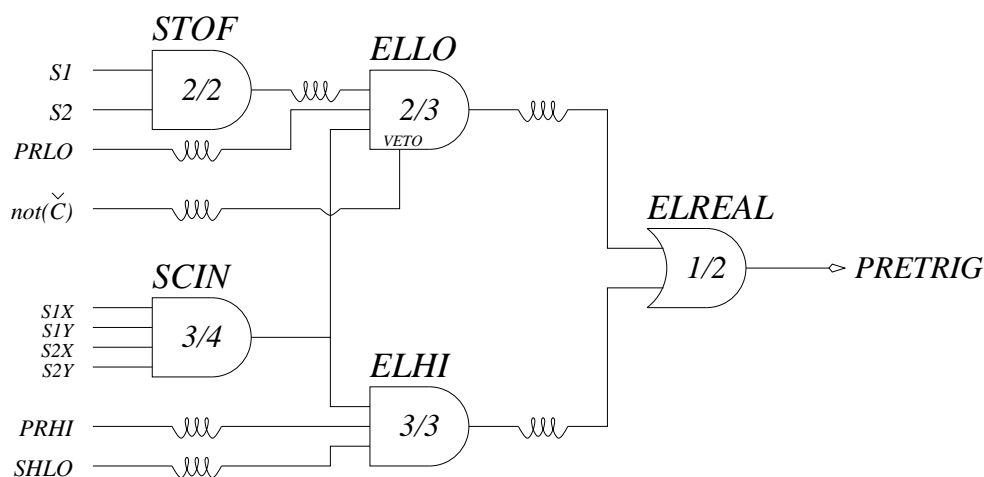 STOF
S1
2/2
S2
ELLO
2/3
VETO
PRLO
not(Č)
SCIN
S1X
S1Y
S2X
S2Y
3/4
ELHI
3/3
PRHI
SHLO
ELREAL
1/2
PRETRIG